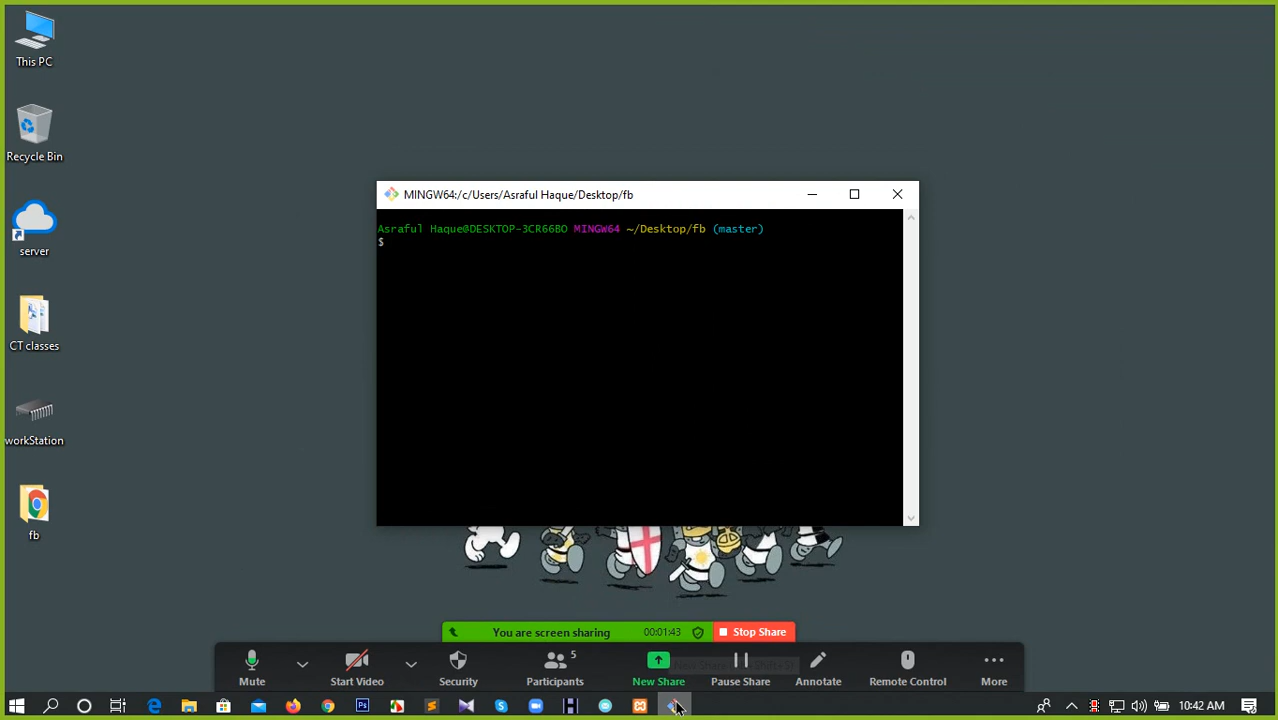 This PC
Recycle Bin
server
CT classes
workStation
fb
MINGW64:/c/Users/Asraful Haque/Desktop/fb
Asraful Haque@DESKTOP-3CR66BO MINGW64 ~/Desktop/fb (master)
$
You are screen sharing 00:01:43 Stop Share
Mute
Start Video
Security
5
Participants
New Share
Pause Share
Annotate
Remote Control
More
10:42 AM